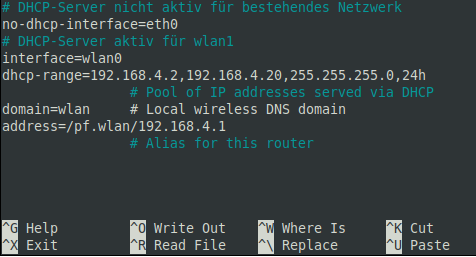 # DHCP-Server nicht aktiv für bestehendes Netzwerk
no-dhcp-interface=eth0
# DHCP-Server aktiv für wlan1
interface=wlan0
dhcp-range=192.168.4.2,192.168.4.20,255.255.255.0,24h
# Pool of IP addresses served via DHCP
domain=wlan # Local wireless DNS domain
address=/pf.wlan/192.168.4.1
# Alias for this router
^G Help ^O Write Out ^W Where Is ^K Cut
^X Exit ^R Read File ^\ Replace ^U Paste